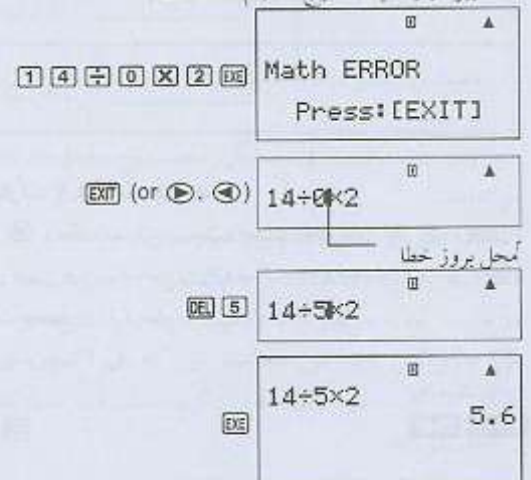 D ▲
1 4 ÷ 0 × 2 EXE Math ERROR
Press:[EXIT]
D ▲
EXIT (or ▶, ◀) 14÷0×2
محل بروز خطا
D ▲
DEL 5 14÷5×2
D ▲
14÷5×2
EXE 5.6